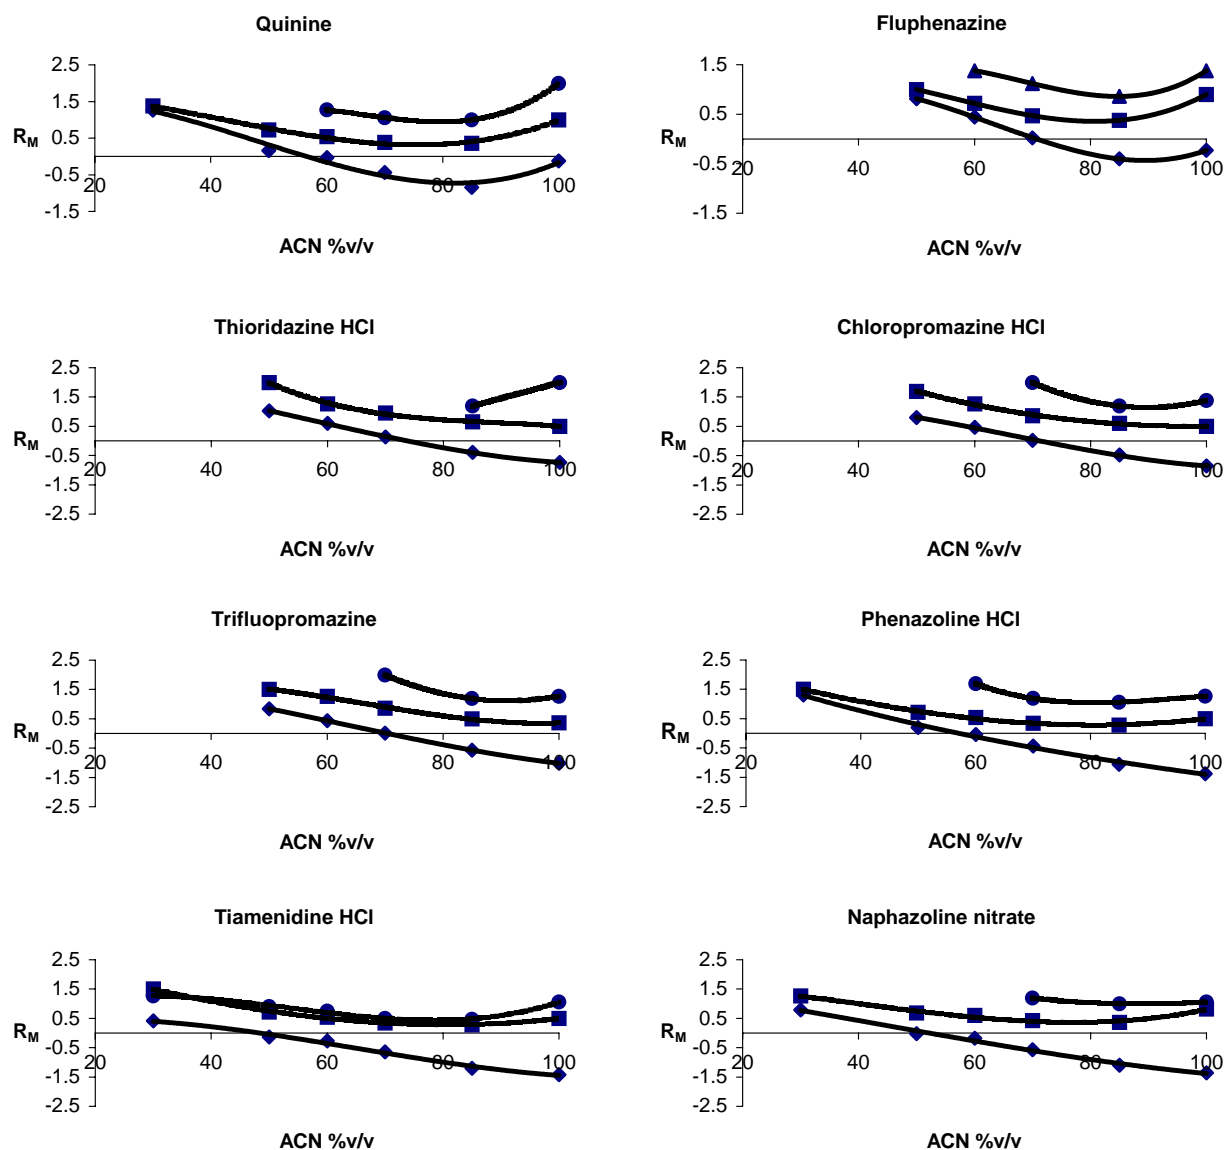 Quinine
2.5
1.5
0.5
-0.5
-1.5
R_M
20 40 60 80 100
ACN %v/v
Fluphenazine
1.5
0.5
-0.5
-1.5
R_M
20 40 60 80 100
ACN %v/v
Thioridazine HCl
2.5
1.5
0.5
-0.5
-1.5
-2.5
R_M
20 40 60 80 100
ACN %v/v
Chloropromazine HCl
2.5
1.5
0.5
-0.5
-1.5
-2.5
R_M
20 40 60 80 100
ACN %v/v
Trifluopromazine
2.5
1.5
0.5
-0.5
-1.5
-2.5
R_M
20 40 60 80 100
ACN %v/v
Phenazoline HCl
2.5
1.5
0.5
-0.5
-1.5
-2.5
R_M
20 40 60 80 100
ACN %v/v
Tiamenidine HCl
2.5
1.5
0.5
-0.5
-1.5
-2.5
R_M
20 40 60 80 100
ACN %v/v
Naphazoline nitrate
2.5
1.5
0.5
-0.5
-1.5
-2.5
R_M
20 40 60 80 100
ACN %v/v